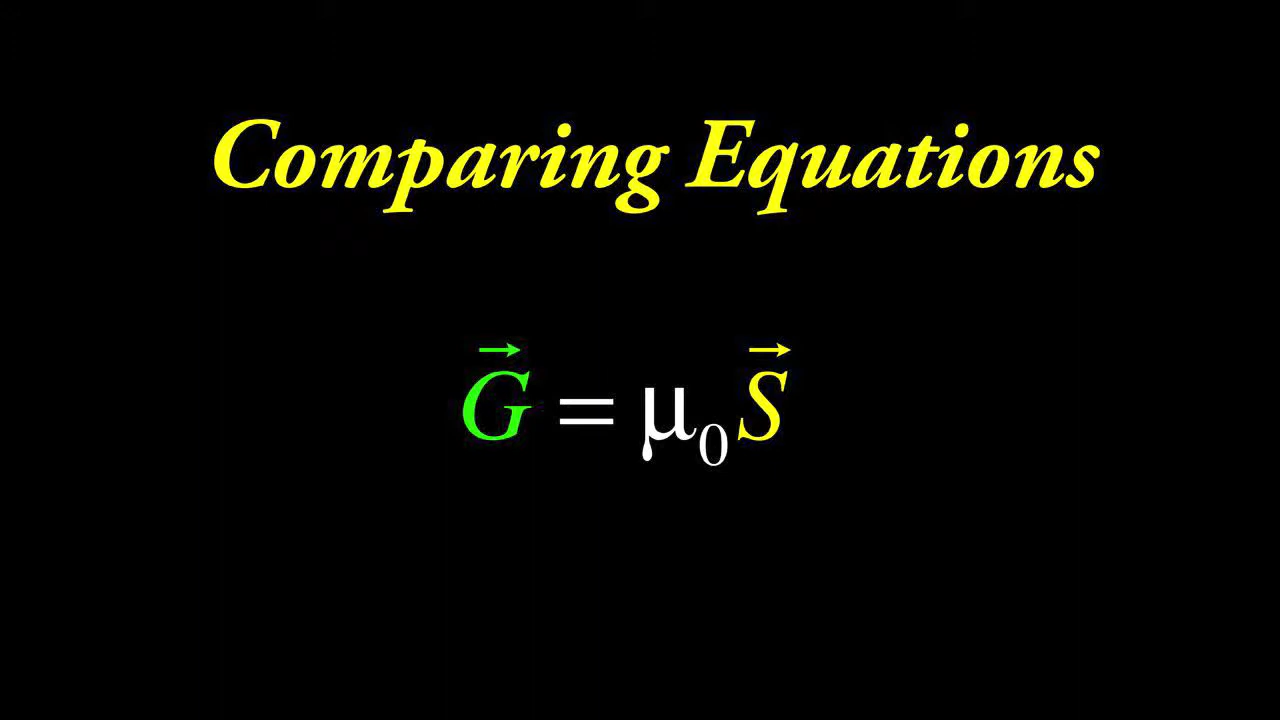 Comparing Equations
G⃗ = μ₀S⃗